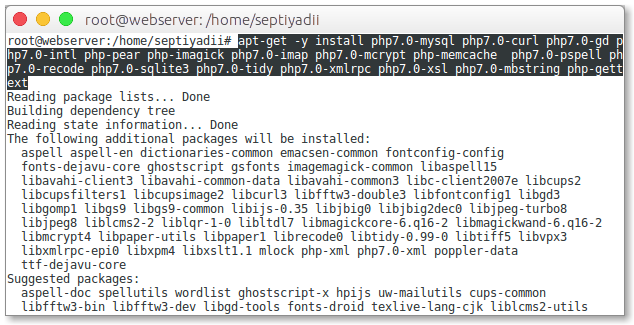 root@webserver: /home/septiyadii
root@webserver:/home/septiyadii# apt-get -y install php7.0-mysql php7.0-curl php7.0-gd p
hp7.0-intl php-pear php-imagick php7.0-imap php7.0-mcrypt php-memcache  php7.0-pspell ph
p7.0-recode php7.0-sqlite3 php7.0-tidy php7.0-xmlrpc php7.0-xsl php7.0-mbstring php-gett
ext
Reading package lists... Done
Building dependency tree
Reading state information... Done
The following additional packages will be installed:
  aspell aspell-en dictionaries-common emacsen-common fontconfig-config
  fonts-dejavu-core ghostscript gsfonts imagemagick-common libaspell15
  libavahi-client3 libavahi-common-data libavahi-common3 libc-client2007e libcups2
  libcupsfilters1 libcupsimage2 libcurl3 libfftw3-double3 libfontconfig1 libgd3
  libgomp1 libgs9 libgs9-common libijs-0.35 libjbig0 libjbig2dec0 libjpeg-turbo8
  libjpeg8 liblcms2-2 liblqr-1-0 libltdl7 libmagickcore-6.q16-2 libmagickwand-6.q16-2
  libmcrypt4 libpaper-utils libpaper1 librecode0 libtidy-0.99-0 libtiff5 libvpx3
  libxmlrpc-epi0 libxpm4 libxslt1.1 mlock php-xml php7.0-xml poppler-data
  ttf-dejavu-core
Suggested packages:
  aspell-doc spellutils wordlist ghostscript-x hpijs uw-mailutils cups-common
  libfftw3-bin libfftw3-dev libgd-tools fonts-droid texlive-lang-cjk liblcms2-utils